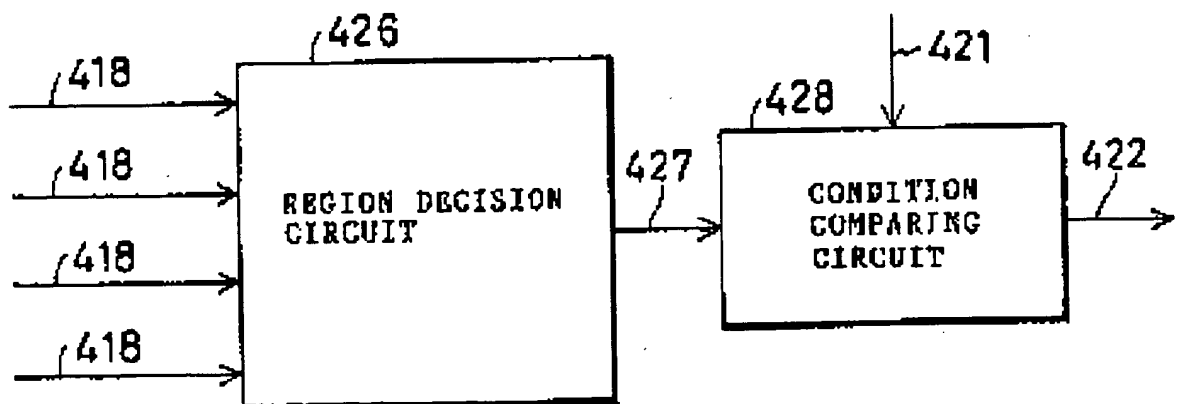 426
421
418
428
418
427
422
REGION DECISION
CIRCUIT
CONDITION
COMPARING
CIRCUIT
418
418